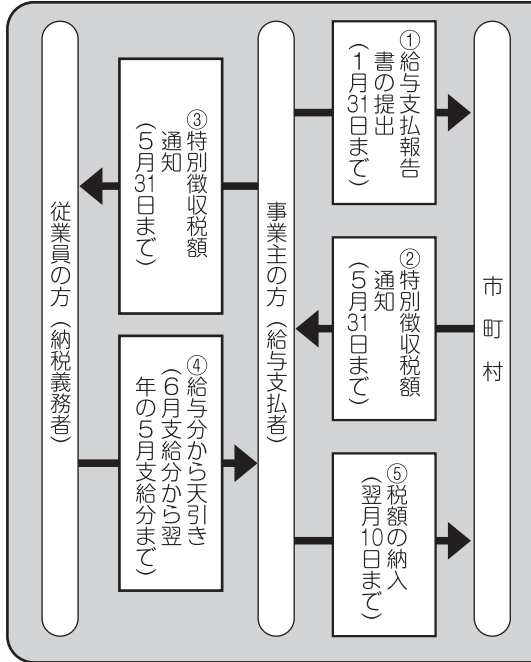 市町村
①給与支払報告
書の提出
（1月31日まで）
②特別徴収税額
通知
（5月31日まで）
⑤税額の納入
（翌月10日まで）
事業主の方（給与支払者）
③特別徴収税額
通知
（5月31日まで）
④給与分から天引き
（6月支給分から翌
年の5月支給分まで）
従業員の方（納税義務者）